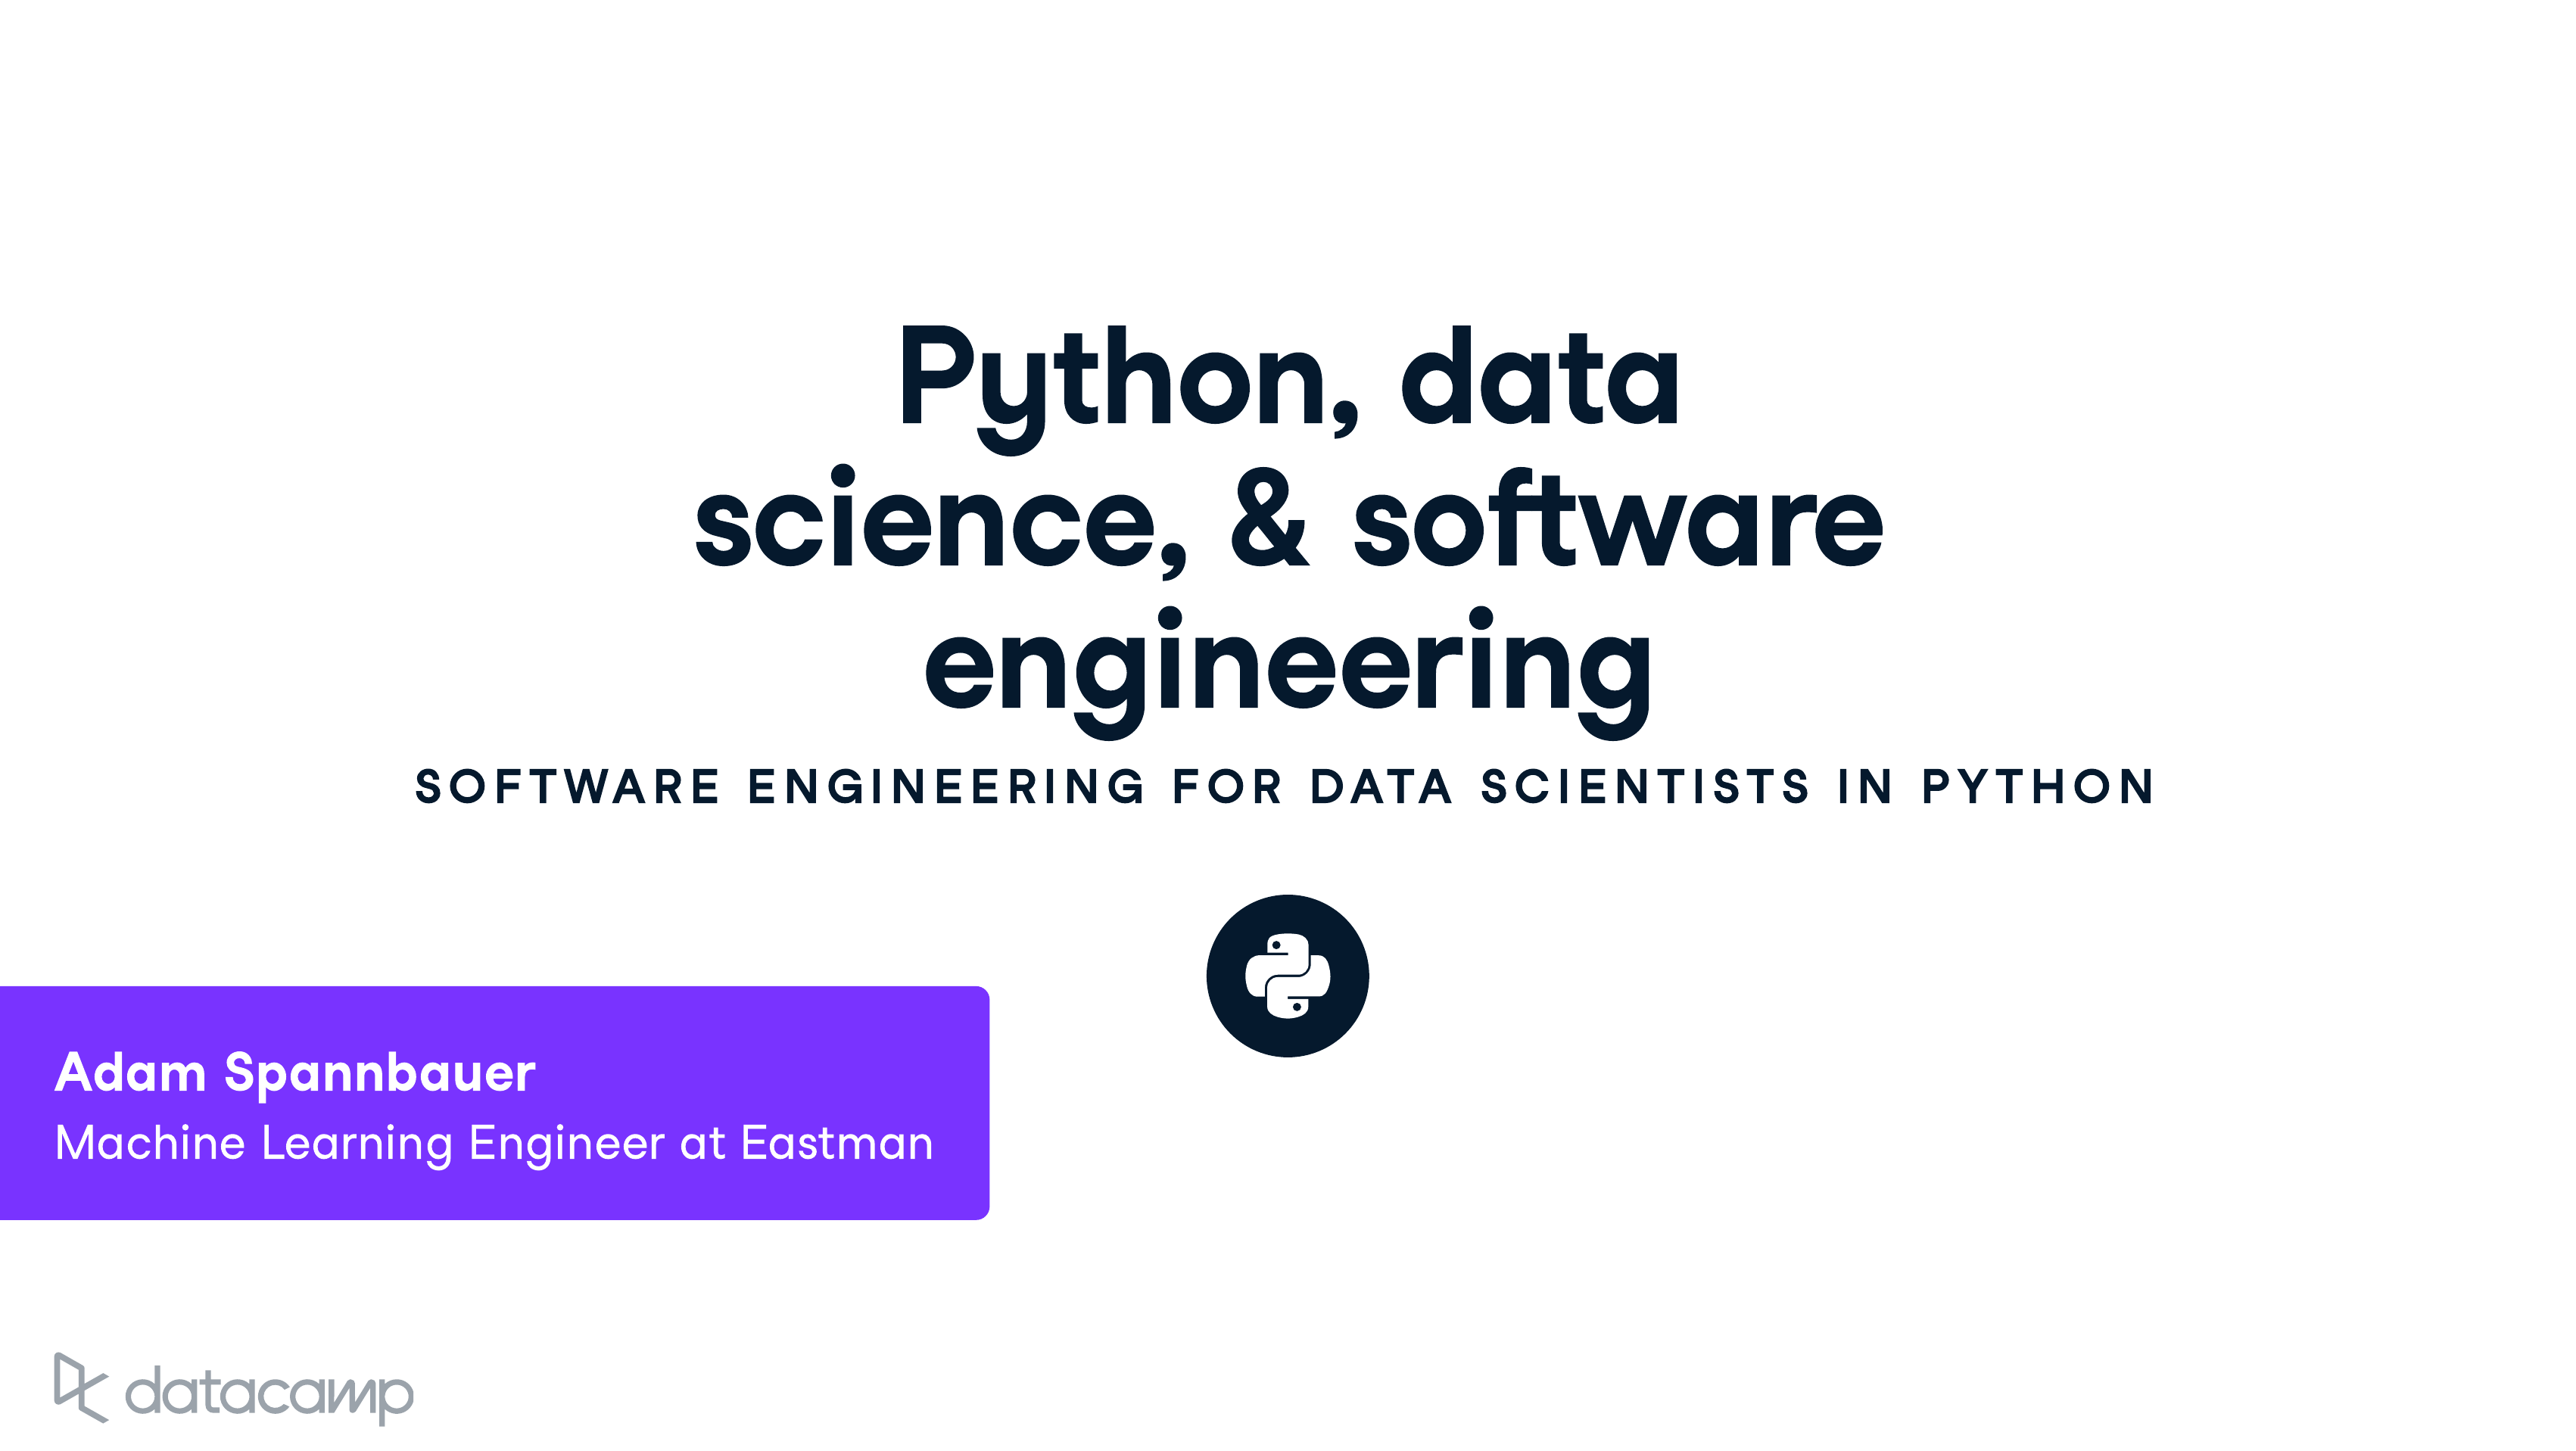 Python, data
science, & software
engineering
SOFTWARE ENGINEERING FOR DATA SCIENTISTS IN PYTHON
Adam Spannbauer
Machine Learning Engineer at Eastman
datacamp